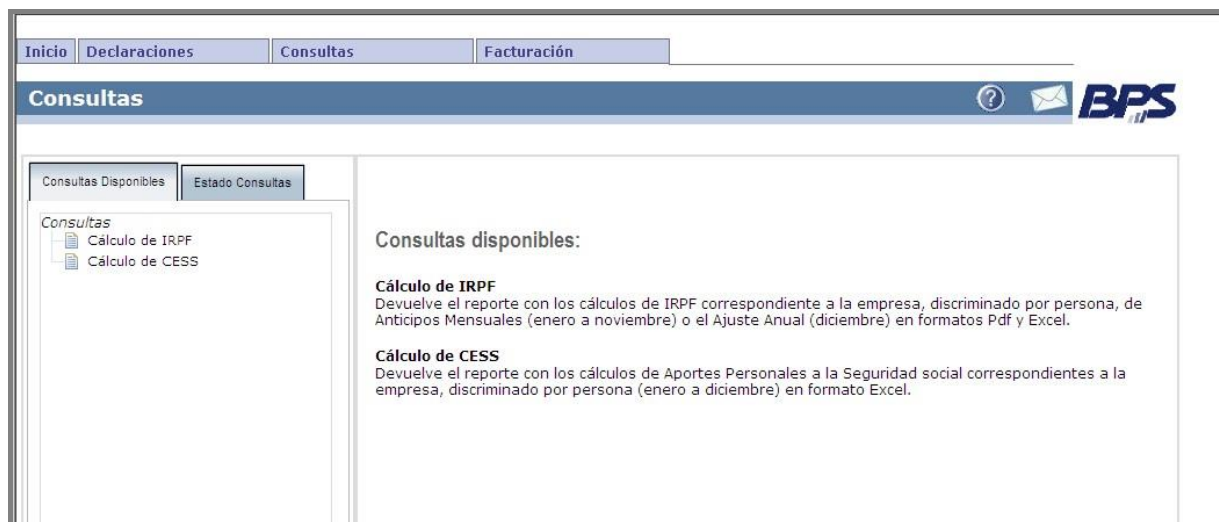 Inicio Declaraciones Consultas Facturación
Consultas
? BPS
Consultas Disponibles Estado Consultas
Consultas
Cálculo de IRPF
Cálculo de CESS
Consultas disponibles:
Cálculo de IRPF
Devuelve el reporte con los cálculos de IRPF correspondiente a la empresa, discriminado por persona, de
Anticipos Mensuales (enero a noviembre) o el Ajuste Anual (diciembre) en formatos Pdf y Excel.
Cálculo de CESS
Devuelve el reporte con los cálculos de Aportes Personales a la Seguridad social correspondientes a la
empresa, discriminado por persona (enero a diciembre) en formato Excel.